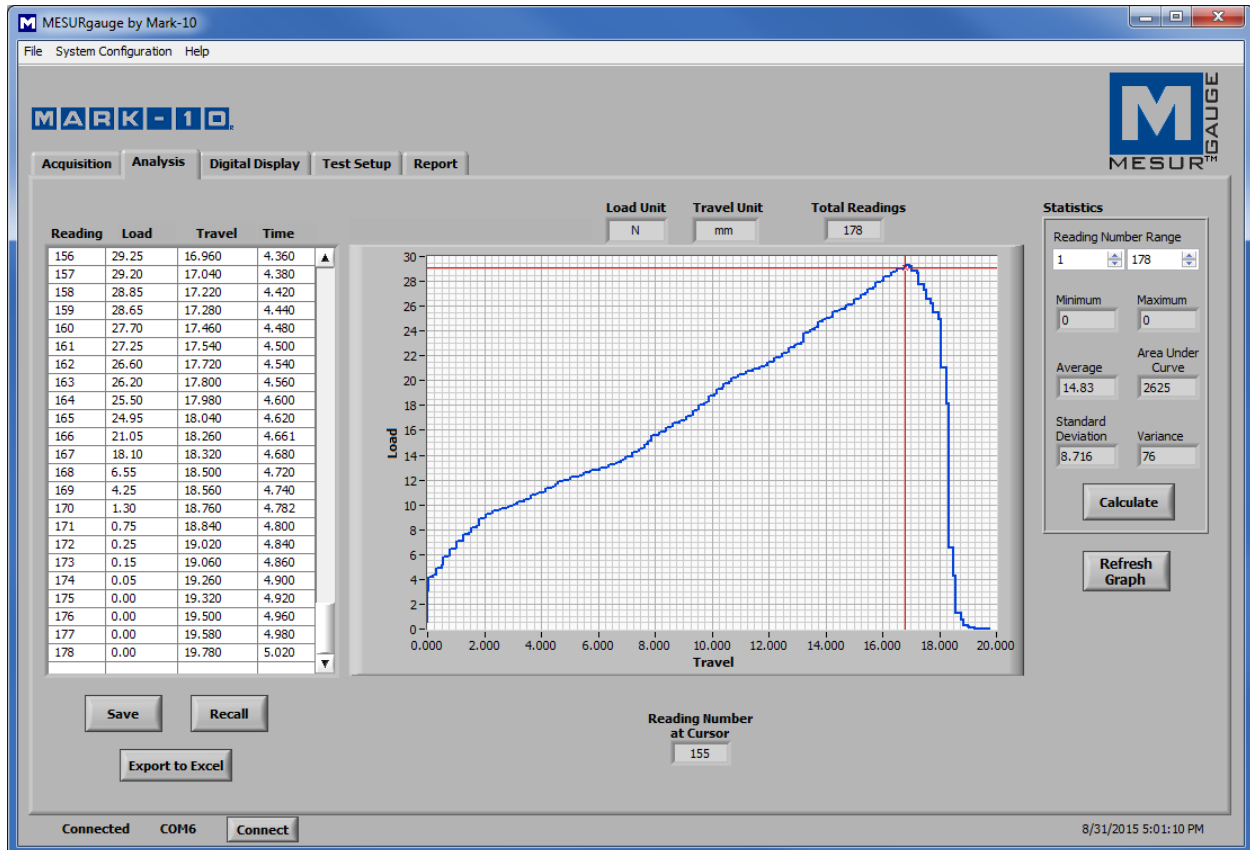 MESURgauge by Mark-10
File System Configuration Help
MARK-10
M
MESUR™ GAUGE
Acquisition Analysis Digital Display Test Setup Report
Load Unit Travel Unit Total Readings
N mm 178
Reading Load Travel Time
156 29.25 16.960 4.360
157 29.20 17.040 4.380
158 28.85 17.220 4.420
159 28.65 17.280 4.440
160 27.70 17.460 4.480
161 27.25 17.540 4.500
162 26.60 17.720 4.540
163 26.20 17.800 4.560
164 25.50 17.980 4.600
165 24.95 18.040 4.620
166 21.05 18.260 4.661
167 18.10 18.320 4.680
168 6.55 18.500 4.720
169 4.25 18.560 4.740
170 1.30 18.760 4.782
171 0.75 18.840 4.800
172 0.25 19.020 4.840
173 0.15 19.060 4.860
174 0.05 19.260 4.900
175 0.00 19.320 4.920
176 0.00 19.500 4.960
177 0.00 19.580 4.980
178 0.00 19.780 5.020
Save Recall
Export to Excel
30
28
26
24
22
20
18
16
14
12
10
8
6
4
2
0
Load
0.000 2.000 4.000 6.000 8.000 10.000 12.000 14.000 16.000 18.000 20.000
Travel
Reading Number
at Cursor
155
Statistics
Reading Number Range
1 178
Minimum Maximum
0 0
Average Area Under
Curve
14.83 2625
Standard
Deviation Variance
8.716 76
Calculate
Refresh
Graph
Connected COM6 Connect
8/31/2015 5:01:10 PM